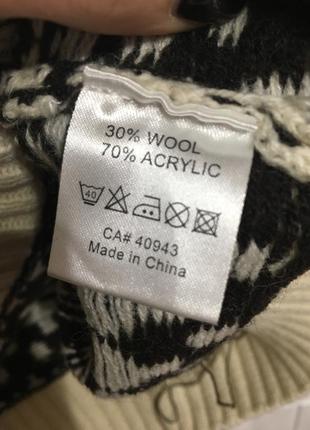 30% WOOL
70% ACRYLIC
40
CA# 40943
Made in China